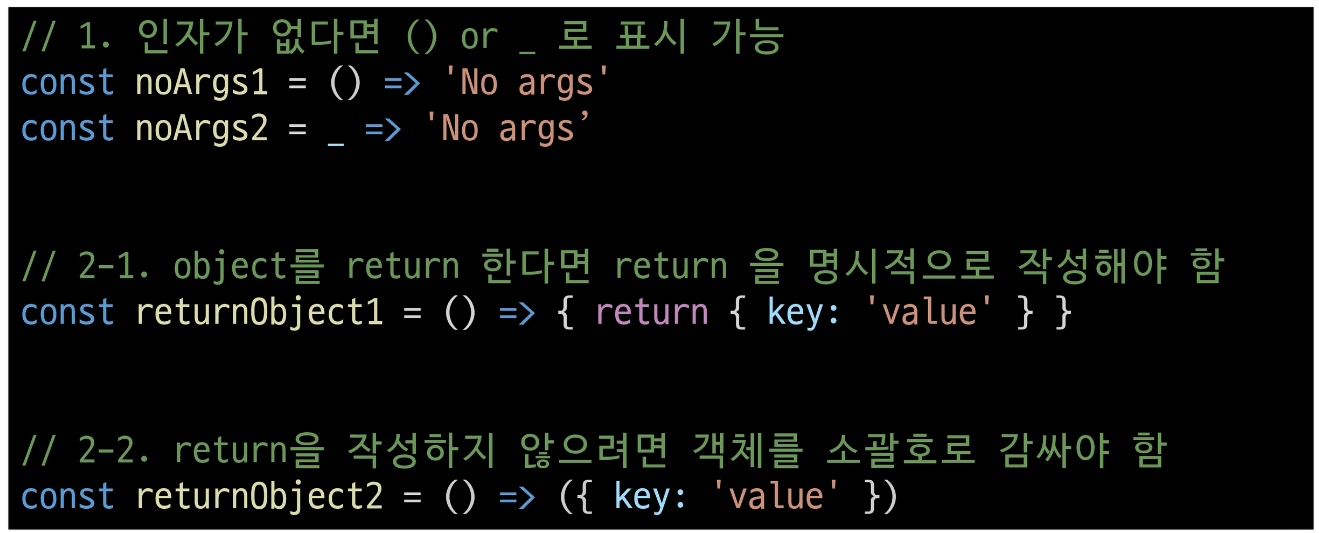 // 1. 인자가 없다면 () or _ 로 표시 가능
const noArgs1 = () => 'No args'
const noArgs2 = _ => 'No args’
// 2-1. object를 return 한다면 return 을 명시적으로 작성해야 함
const returnObject1 = () => { return { key: 'value' } }
// 2-2. return을 작성하지 않으려면 객체를 소괄호로 감싸야 함
const returnObject2 = () => ({ key: 'value' })